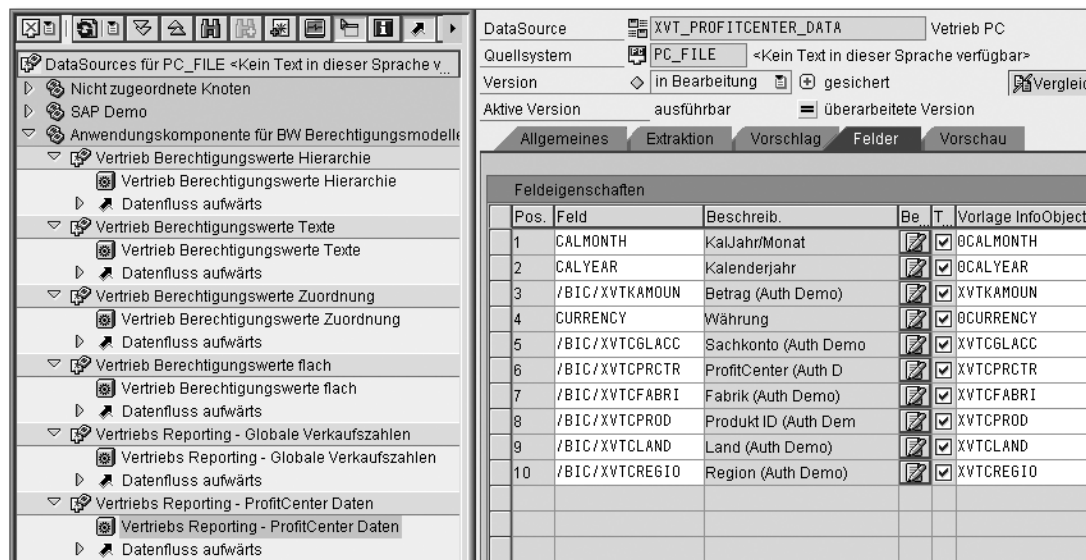 DataSources für PC_FILE <Kein Text in dieser Sprache v...
Nicht zugeordnete Knoten
SAP Demo
Anwendungskomponente für BW Berechtigungsmodelle
Vertrieb Berechtigungswerte Hierarchie
Vertrieb Berechtigungswerte Hierarchie
Datenfluss aufwärts
Vertrieb Berechtigungswerte Texte
Vertrieb Berechtigungswerte Texte
Datenfluss aufwärts
Vertrieb Berechtigungswerte Zuordnung
Vertrieb Berechtigungswerte Zuordnung
Datenfluss aufwärts
Vertrieb Berechtigungswerte flach
Vertrieb Berechtigungswerte flach
Datenfluss aufwärts
Vertriebs Reporting - Globale Verkaufszahlen
Vertriebs Reporting - Globale Verkaufszahlen
Datenfluss aufwärts
Vertriebs Reporting - ProfitCenter Daten
Vertriebs Reporting - ProfitCenter Daten
Datenfluss aufwärts
DataSource XVT_PROFITCENTER_DATA Vetrieb PC
Quellsystem PC_FILE <Kein Text in dieser Sprache verfügbar>
Version in Bearbeitung gesichert Vergleic
Aktive Version ausführbar überarbeitete Version
Allgemeines Extraktion Vorschlag Felder Vorschau
Feldeigenschaften
Pos. Feld Beschreib. Be... T... Vorlage InfoObject
1 CALMONTH KalJahr/Monat 0CALMONTH
2 CALYEAR Kalenderjahr 0CALYEAR
3 /BIC/XVTKAMOUN Betrag (Auth Demo) XVTKAMOUN
4 CURRENCY Währung 0CURRENCY
5 /BIC/XVTCGLACC Sachkonto (Auth Demo XVTCGLACC
6 /BIC/XVTCPRCTR ProfitCenter (Auth D XVTCPRCTR
7 /BIC/XVTCFABRI Fabrik (Auth Demo) XVTCFABRI
8 /BIC/XVTCPROD Produkt ID (Auth Dem XVTCPROD
9 /BIC/XVTCLAND Land (Auth Demo) XVTCLAND
10 /BIC/XVTCREGIO Region (Auth Demo) XVTCREGIO